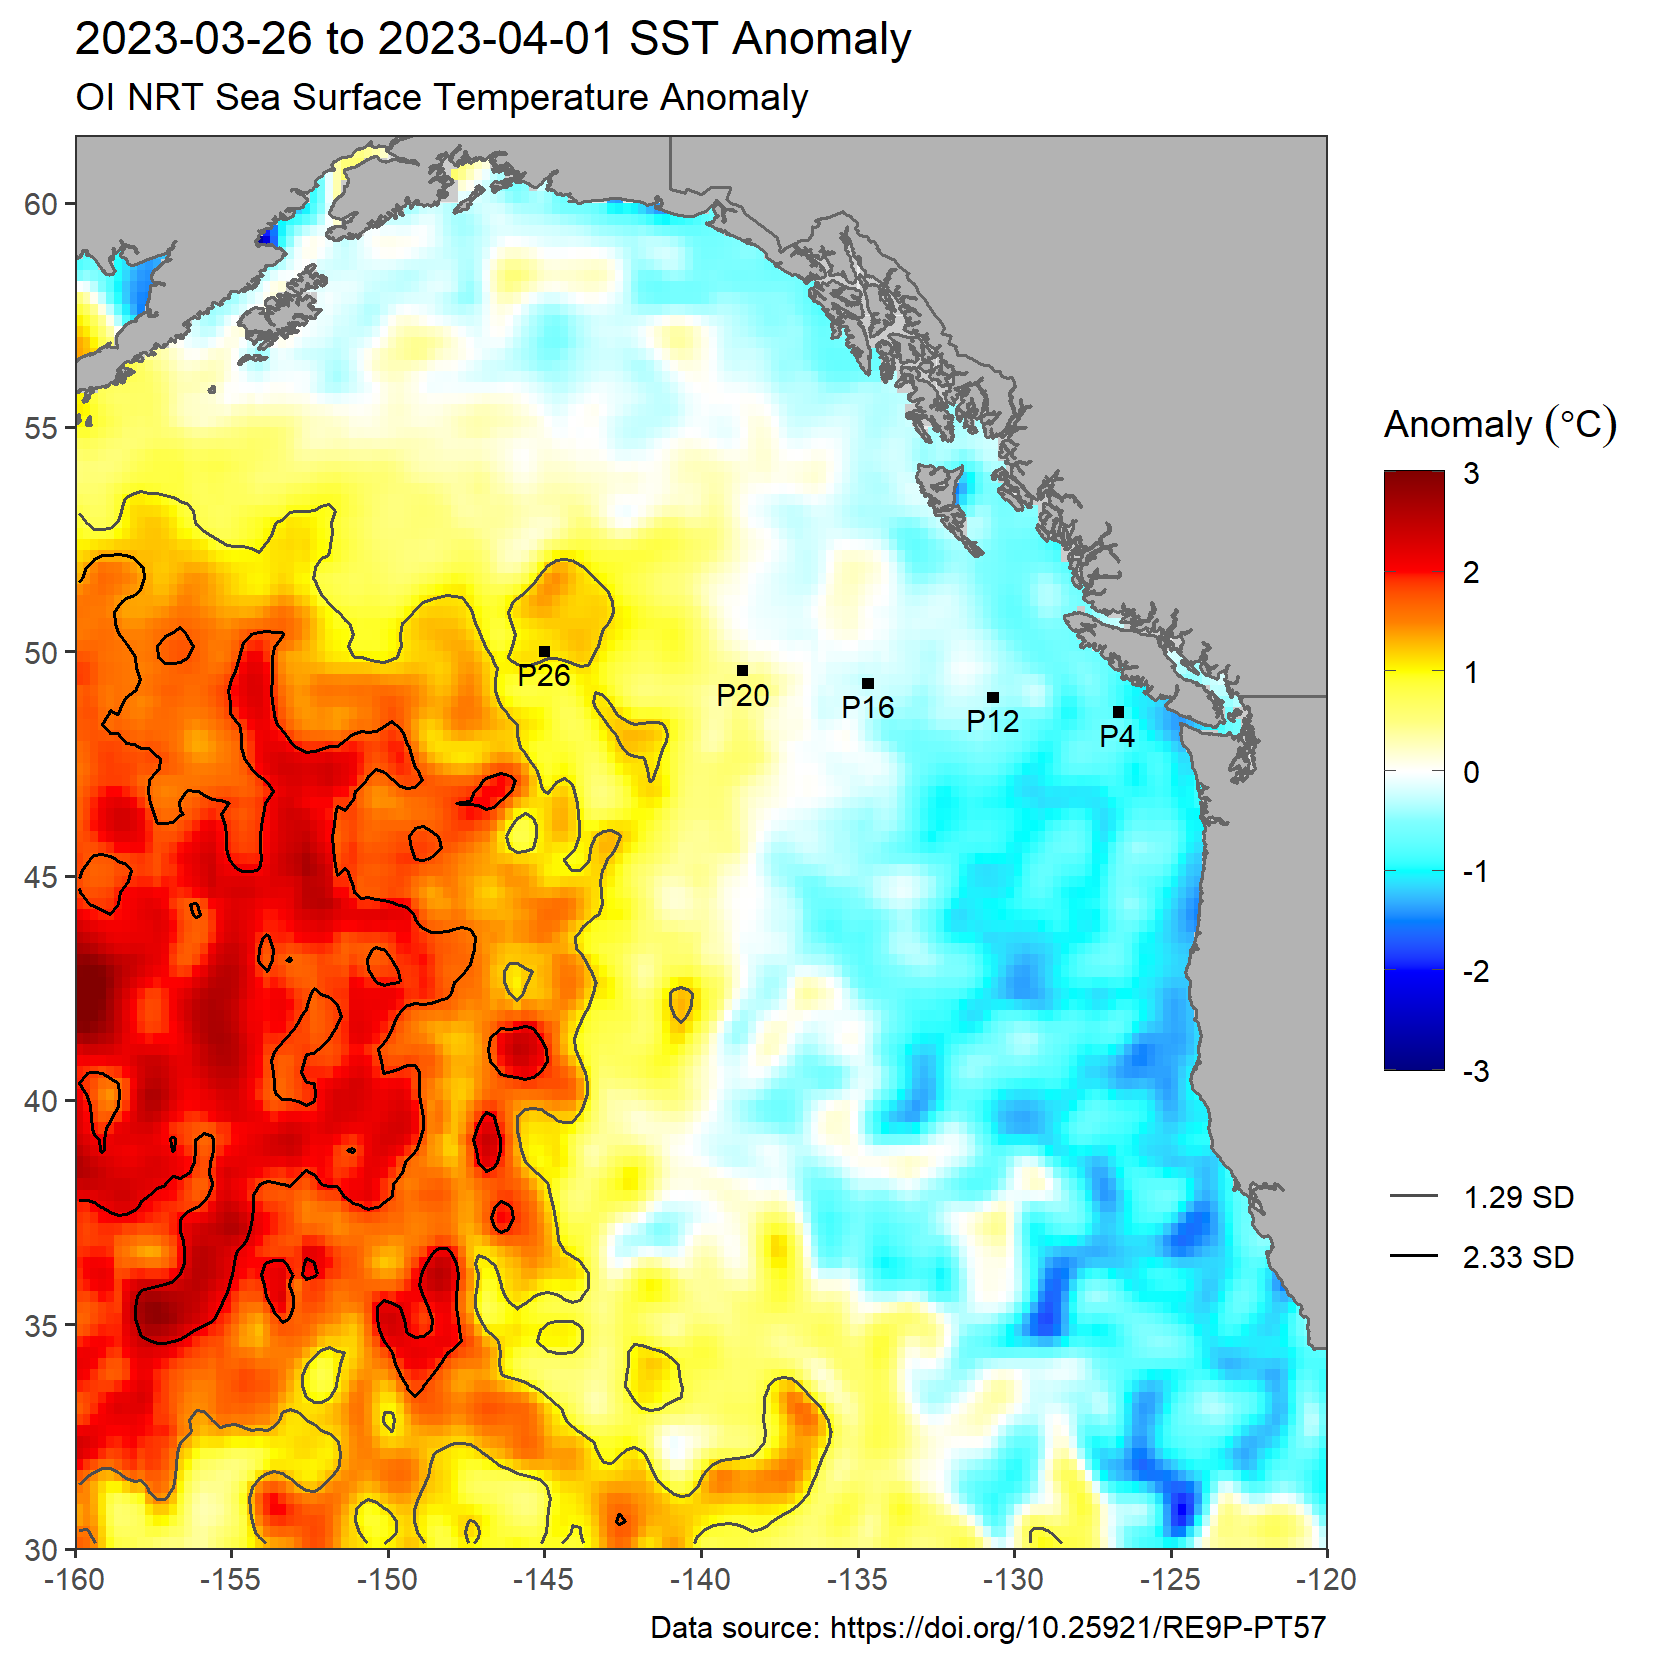 2023-03-26 to 2023-04-01 SST Anomaly
OI NRT Sea Surface Temperature Anomaly
60
55
50
45
40
35
30
-160
-155
-150
-145
-140
-135
-130
-125
-120
P26
P20
P16
P12
P4
Anomaly (°C)
3
2
1
0
-1
-2
-3
1.29 SD
2.33 SD
Data source: https://doi.org/10.25921/RE9P-PT57